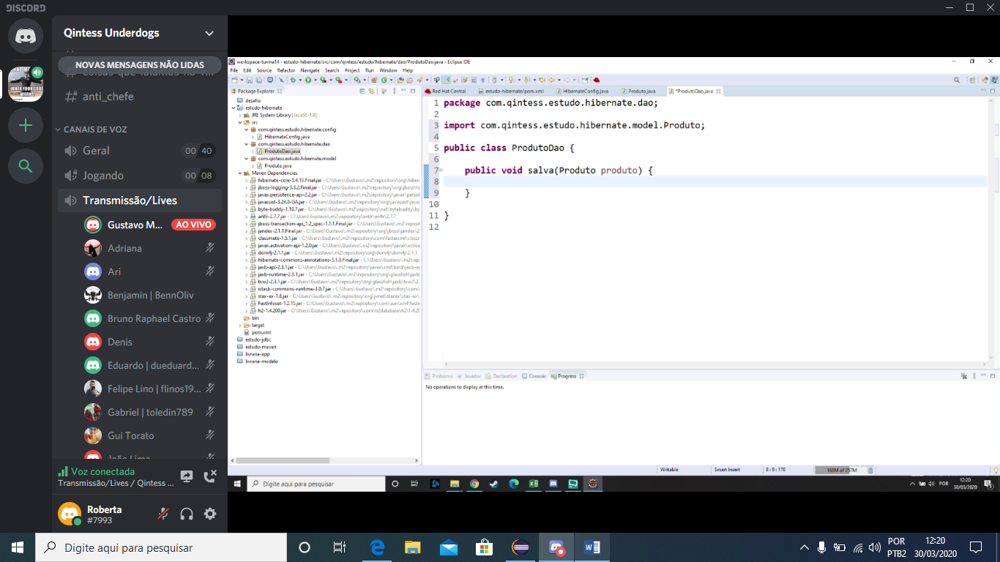 DISCORD
Qintess Underdogs
NOVAS MENSAGENS NÃO LIDAS
anti_chefe
CANAIS DE VOZ
Geral
00 40
Jogando
00 08
Transmissão/Lives
Gustavo M...
AO VIVO
Adriana
Ari
Benjamin | BennOliv
Bruno Raphael Castro
Denis
Eduardo | dueduard...
Felipe Lino | flinos19...
Gabriel | toledin789
Gui Torato
João Lima
Voz conectada
Transmissão/Lives / Qintess ...
Roberta
#7993
workspace-turma14 - estudo-hibernate/src/com/qintess/estudo/hibernate/dao/ProdutoDao.java - Eclipse IDE
File Edit Source Refactor Navigate Search Project Run Window Help
Package Explorer
desafio
estudo-hibernate
JRE System Library [JavaSE-1.8]
src
com.qintess.estudo.hibernate.config
HibernateConfig.java
com.qintess.estudo.hibernate.dao
ProdutoDao.java
com.qintess.estudo.hibernate.model
Produto.java
Maven Dependencies
hibernate-core-5.4.13.Final.jar - C:\Users\Gustavo\.m2\repository\org\hiber
jboss-logging-3.3.2.Final.jar - C:\Users\Gustavo\.m2\repository\org\jboss\l
javax.persistence-api-2.2.jar - C:\Users\Gustavo\.m2\repository\javax\
javassist-3.24.0-GA.jar - C:\Users\Gustavo\.m2\repository\org\javassist\
byte-buddy-1.10.7.jar - C:\Users\Gustavo\.m2\repository\net\bytebuddy\
antlr-2.7.7.jar - C:\Users\Gustavo\.m2\repository\antlr\antlr\2.7.7
jboss-transaction-api_1.2_spec-1.1.1.Final.jar - C:\Users\Gustavo\.m2\
jandex-2.1.1.Final.jar - C:\Users\Gustavo\.m2\repository\org\jboss\jandex\
classmate-1.5.1.jar - C:\Users\Gustavo\.m2\repository\com\fasterxml\
javax.activation-api-1.2.0.jar - C:\Users\Gustavo\.m2\repository\javax\
dom4j-2.1.1.jar - C:\Users\Gustavo\.m2\repository\org\dom4j\dom4j\2.1.1
hibernate-commons-annotations-5.1.0.Final.jar - C:\Users\Gustavo\.m2\
jaxb-api-2.3.1.jar - C:\Users\Gustavo\.m2\repository\javax\xml\bind\
jaxb-runtime-2.3.1.jar - C:\Users\Gustavo\.m2\repository\org\glassfish\
txw2-2.3.1.jar - C:\Users\Gustavo\.m2\repository\org\glassfish\jaxb\
istack-commons-runtime-3.0.7.jar - C:\Users\Gustavo\.m2\repository\com\
stax-ex-1.8.jar - C:\Users\Gustavo\.m2\repository\org\jvnet\staxex\stax-ex\
FastInfoset-1.2.15.jar - C:\Users\Gustavo\.m2\repository\com\sun\xml\
h2-1.4.200.jar - C:\Users\Gustavo\.m2\repository\com\h2database\h2\1.4.20
bin
target
pom.xml
estudo-jdbc
estudo-maven
livraria-app
livraria-modelo
Red Hat Central estudo-hibernate/pom.xml HibernateConfig.java Produto.java *ProdutoDao.java
1 package com.qintess.estudo.hibernate.dao;
2
3 import com.qintess.estudo.hibernate.model.Produto;
4
5 public class ProdutoDao {
6
7 public void salva(Produto produto) {
8
9 }
10
11 }
12
Problems Javadoc Declaration Console Progress
No operations to display at this time.
Writable Smart Insert 8 : 9 : 170 168M of 257M
Digite aqui para pesquisar
POR
12:20
30/03/2020
Digite aqui para pesquisar
POR
PTB2
12:20
30/03/2020